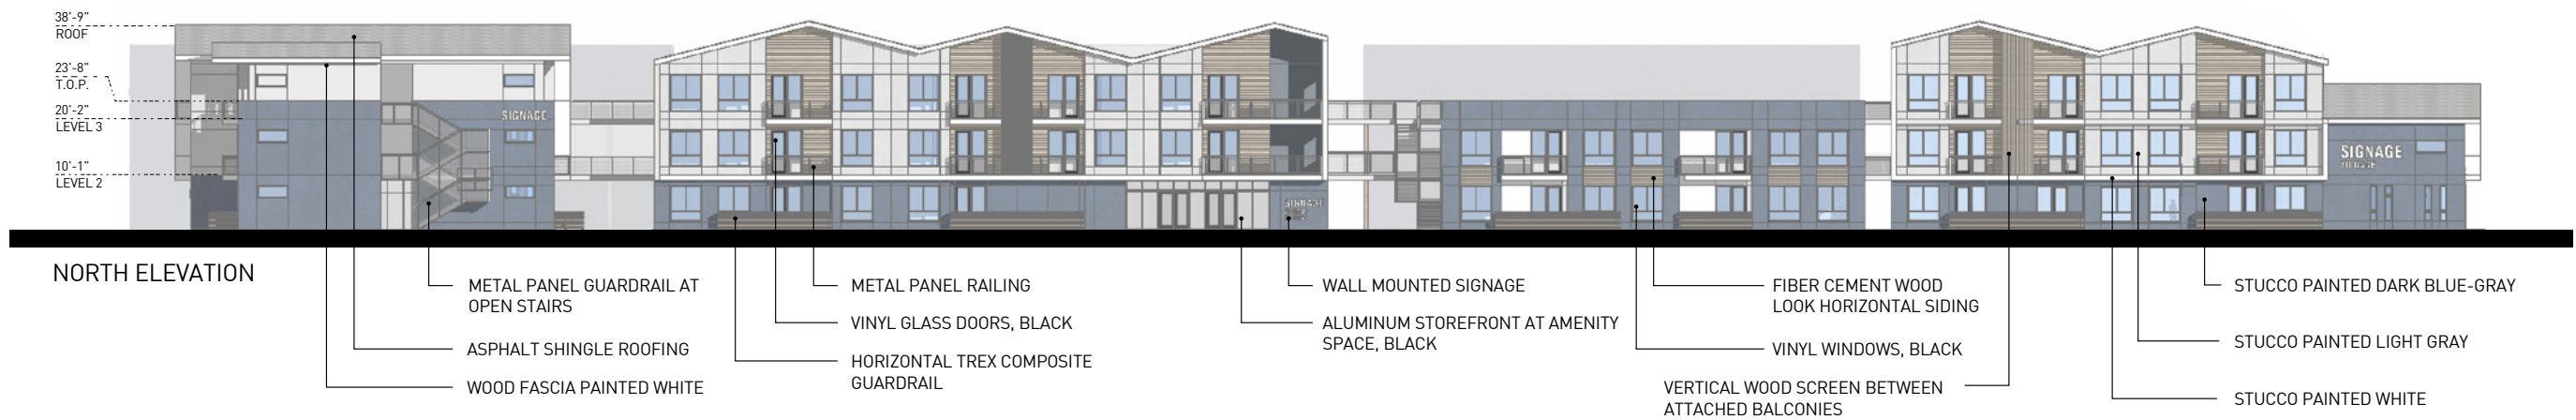 38'-9"
ROOF
23'-8"
T.O.P.
20'-2"
LEVEL 3
10'-1"
LEVEL 2
SIGNAGE
SIGNAGE
SIGNAGE
SIGNAGE
NORTH ELEVATION
METAL PANEL GUARDRAIL AT
OPEN STAIRS
ASPHALT SHINGLE ROOFING
WOOD FASCIA PAINTED WHITE
METAL PANEL RAILING
VINYL GLASS DOORS, BLACK
HORIZONTAL TREX COMPOSITE
GUARDRAIL
WALL MOUNTED SIGNAGE
ALUMINUM STOREFRONT AT AMENITY
SPACE, BLACK
FIBER CEMENT WOOD
LOOK HORIZONTAL SIDING
VINYL WINDOWS, BLACK
VERTICAL WOOD SCREEN BETWEEN
ATTACHED BALCONIES
STUCCO PAINTED DARK BLUE-GRAY
STUCCO PAINTED LIGHT GRAY
STUCCO PAINTED WHITE